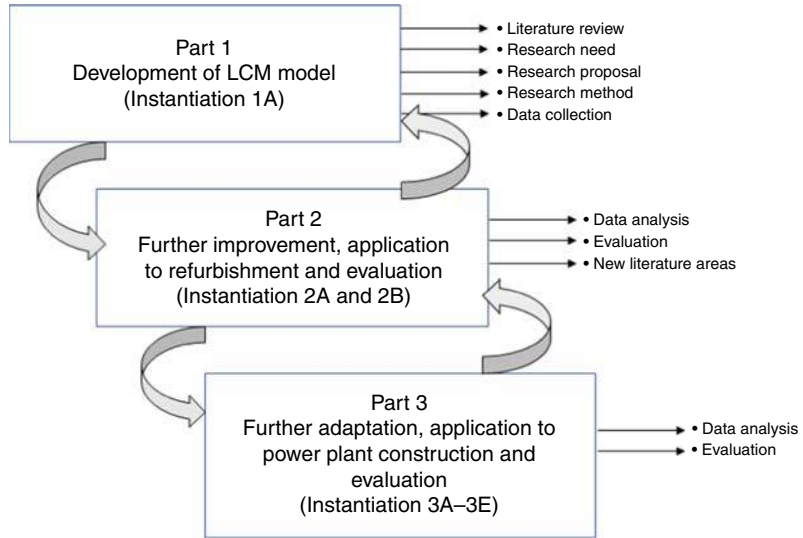 Part 1
Development of LCM model
(Instantiation 1A)
• Literature review
• Research need
• Research proposal
• Research method
• Data collection
Part 2
Further improvement, application
to refurbishment and evaluation
(Instantiation 2A and 2B)
• Data analysis
• Evaluation
• New literature areas
Part 3
Further adaptation, application to
power plant construction and
evaluation
(Instantiation 3A–3E)
• Data analysis
• Evaluation